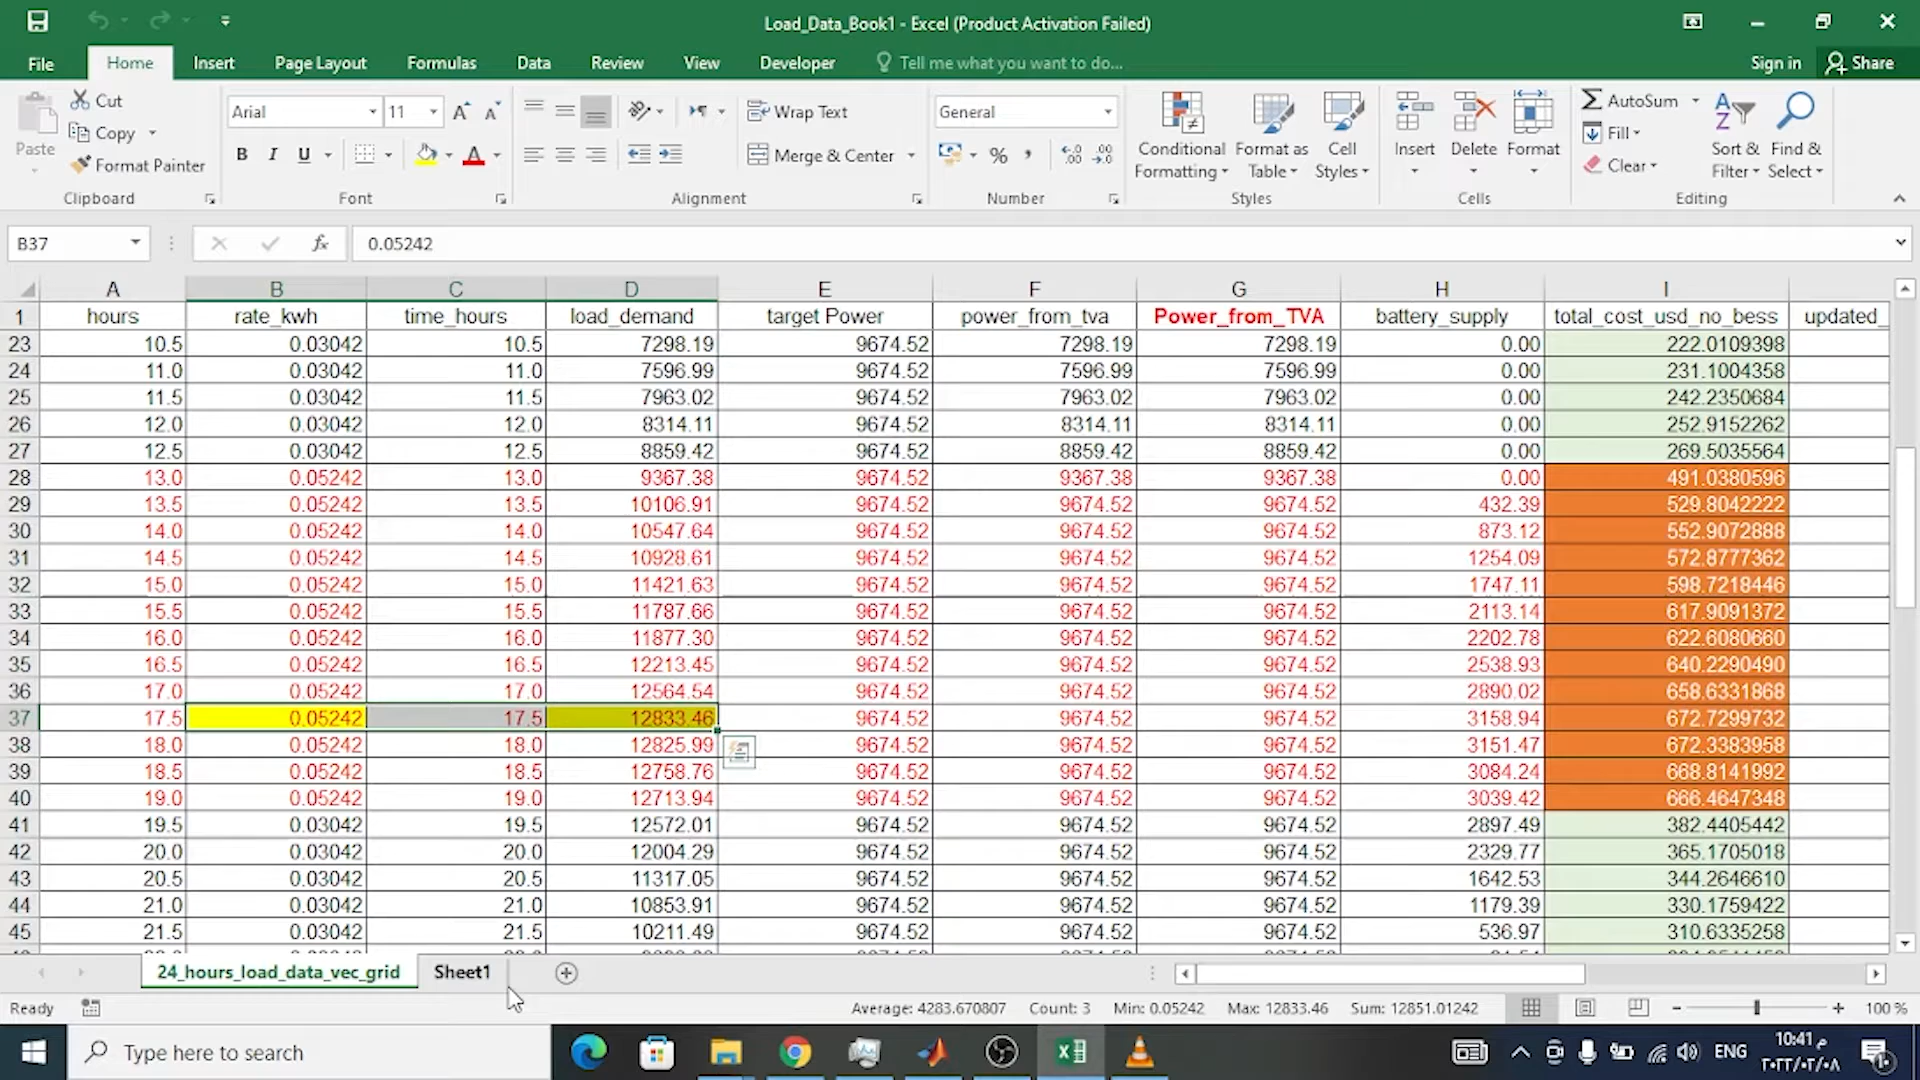 Load_Data_Book1 - Excel (Product Activation Failed)
File Home Insert Page Layout Formulas Data Review View Developer Tell me what you want to do... Sign in Share
Paste Cut Copy Format Painter Clipboard
Arial 11 A A B I U A Font
Wrap Text Merge & Center Alignment
General % , .00 Number
Conditional Formatting Format as Table Cell Styles Styles
Insert Delete Format Cells
AutoSum Fill Clear Sort & Filter Find & Select Editing
B37 fx 0.05242
A B C D E F G H I
1 hours rate_kwh time_hours load_demand target Power power_from_tva Power_from_TVA battery_supply total_cost_usd_no_bess updated_
23 10.5 0.03042 10.5 7298.19 9674.52 7298.19 7298.19 0.00 222.0109398
24 11.0 0.03042 11.0 7596.99 9674.52 7596.99 7596.99 0.00 231.1004358
25 11.5 0.03042 11.5 7963.02 9674.52 7963.02 7963.02 0.00 242.2350684
26 12.0 0.03042 12.0 8314.11 9674.52 8314.11 8314.11 0.00 252.9152262
27 12.5 0.03042 12.5 8859.42 9674.52 8859.42 8859.42 0.00 269.5035564
28 13.0 0.05242 13.0 9367.38 9674.52 9367.38 9367.38 0.00 491.0380596
29 13.5 0.05242 13.5 10106.91 9674.52 9674.52 9674.52 432.39 529.8042222
30 14.0 0.05242 14.0 10547.64 9674.52 9674.52 9674.52 873.12 552.9072888
31 14.5 0.05242 14.5 10928.61 9674.52 9674.52 9674.52 1254.09 572.8777362
32 15.0 0.05242 15.0 11421.63 9674.52 9674.52 9674.52 1747.11 598.7218446
33 15.5 0.05242 15.5 11787.66 9674.52 9674.52 9674.52 2113.14 617.9091372
34 16.0 0.05242 16.0 11877.30 9674.52 9674.52 9674.52 2202.78 622.6080660
35 16.5 0.05242 16.5 12213.45 9674.52 9674.52 9674.52 2538.93 640.2290490
36 17.0 0.05242 17.0 12564.54 9674.52 9674.52 9674.52 2890.02 658.6331868
37 17.5 0.05242 17.5 12833.46 9674.52 9674.52 9674.52 3158.94 672.7299732
38 18.0 0.05242 18.0 12825.99 9674.52 9674.52 9674.52 3151.47 672.3383958
39 18.5 0.05242 18.5 12758.76 9674.52 9674.52 9674.52 3084.24 668.8141992
40 19.0 0.05242 19.0 12713.94 9674.52 9674.52 9674.52 3039.42 666.4647348
41 19.5 0.03042 19.5 12572.01 9674.52 9674.52 9674.52 2897.49 382.4405442
42 20.0 0.03042 20.0 12004.29 9674.52 9674.52 9674.52 2329.77 365.1705018
43 20.5 0.03042 20.5 11317.05 9674.52 9674.52 9674.52 1642.53 344.2646610
44 21.0 0.03042 21.0 10853.91 9674.52 9674.52 9674.52 1179.39 330.1759422
45 21.5 0.03042 21.5 10211.49 9674.52 9674.52 9674.52 536.97 310.6335258
24_hours_load_data_vec_grid Sheet1
Ready Average: 4283.670807 Count: 3 Min: 0.05242 Max: 12833.46 Sum: 12851.01242 100 %
Type here to search ENG 10:41 م
٢٠٢٢/٠٢/٠٨